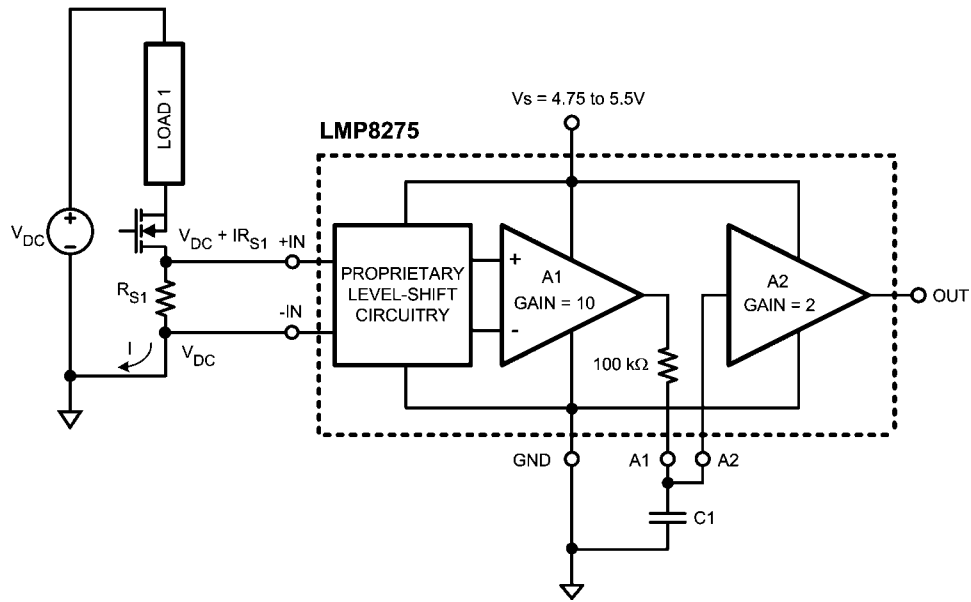 Vs = 4.75 to 5.5V
LMP8275
LOAD 1
+
-
VDC
VDC + IRS1
+IN
RS1
-IN
I
VDC
PROPRIETARY
LEVEL-SHIFT
CIRCUITRY
+
-
A1
GAIN = 10
100 kΩ
A2
GAIN = 2
OUT
GND
A1
A2
C1